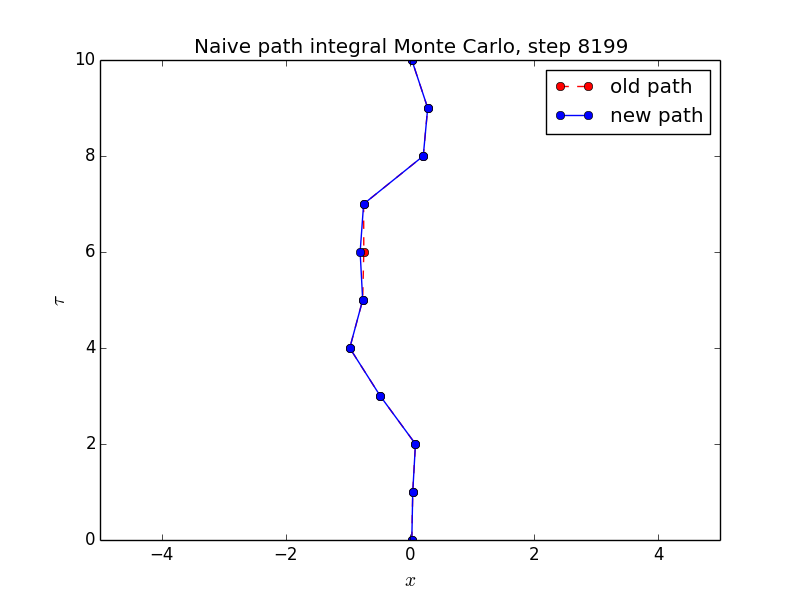 Naive path integral Monte Carlo, step 8199
old path
new path
10
8
6
4
2
0
τ
−4 −2 0 2 4
x